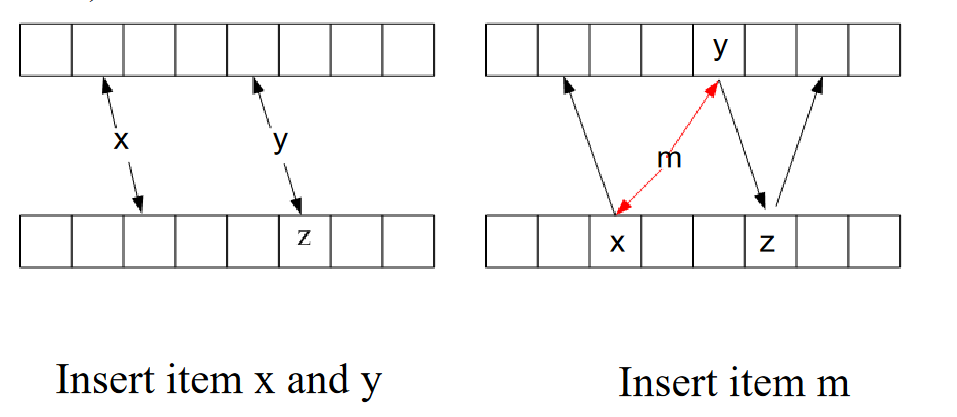 y
x
y
m
z
x
z
Insert item x and y
Insert item m